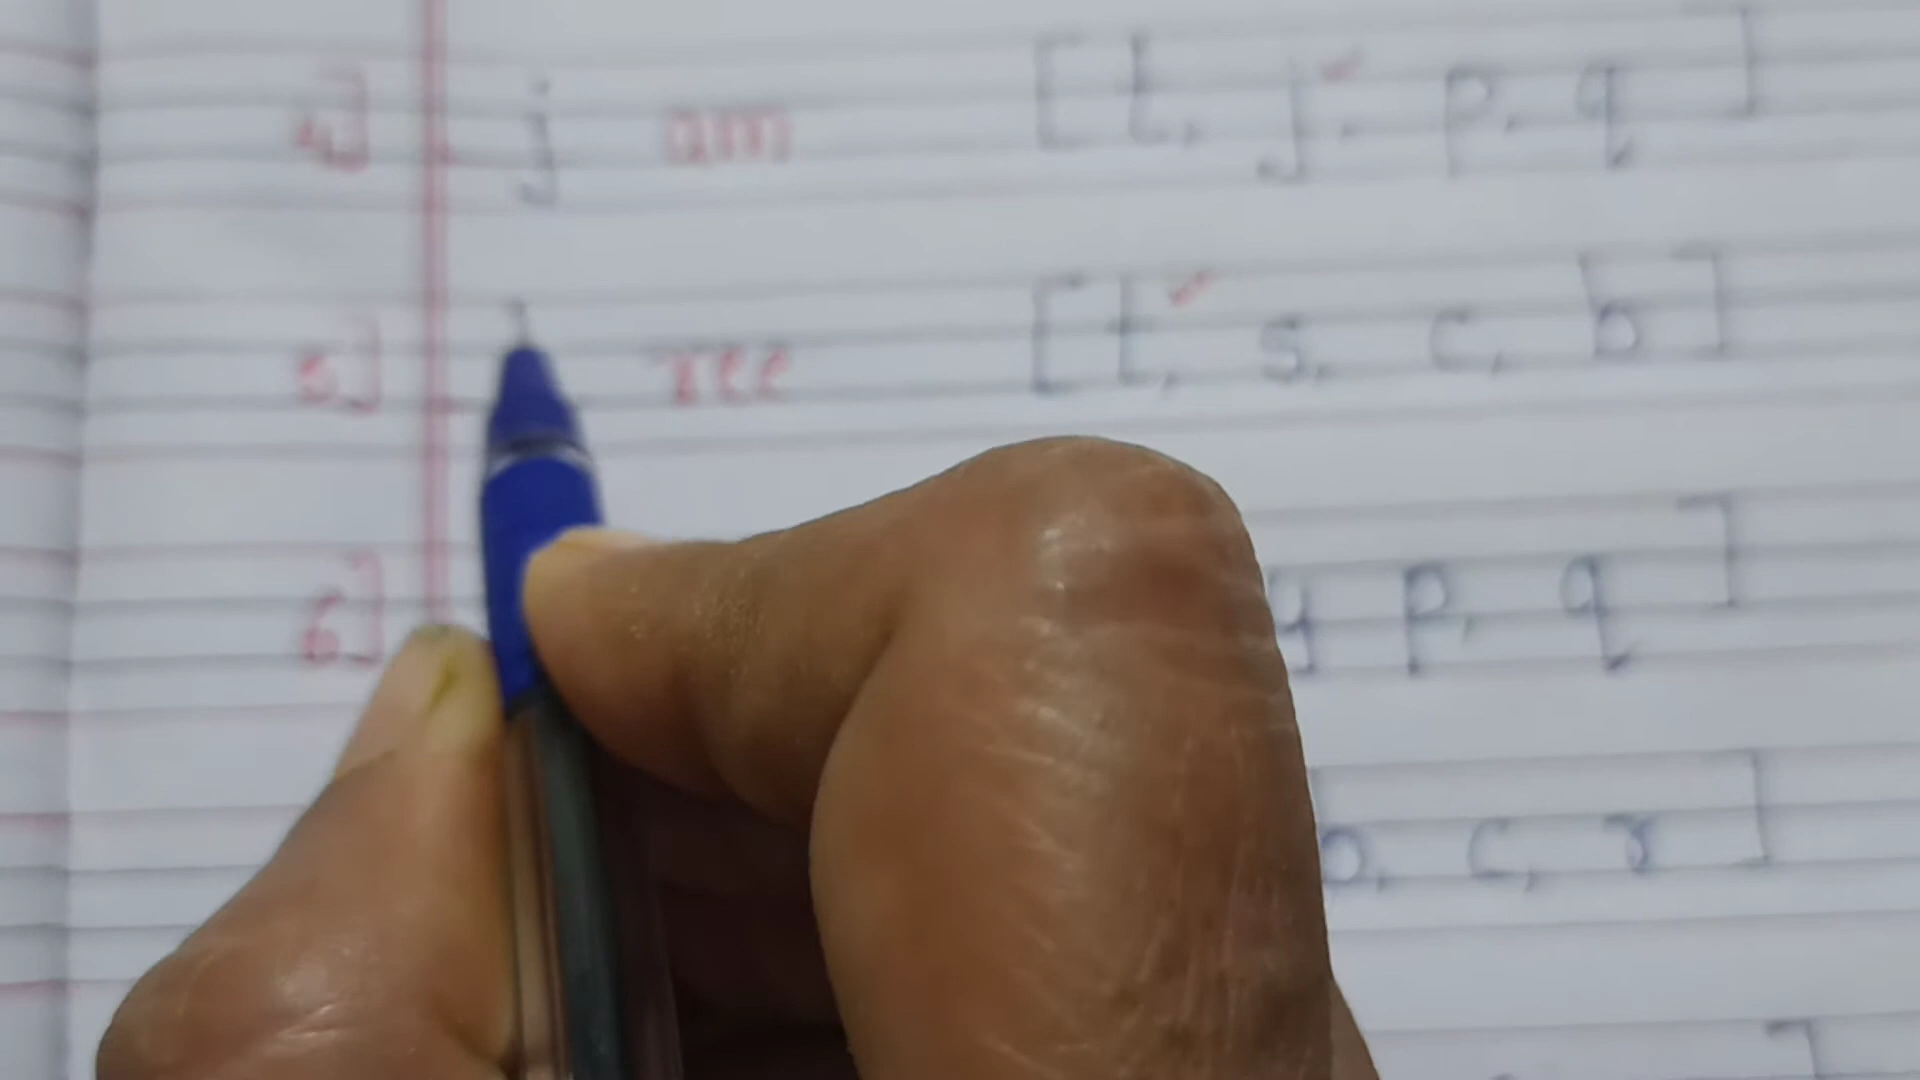 4] j am [t, j, p, q]
5] ree [t, s, c, b]
6] y p, q]
o, c, r]
]